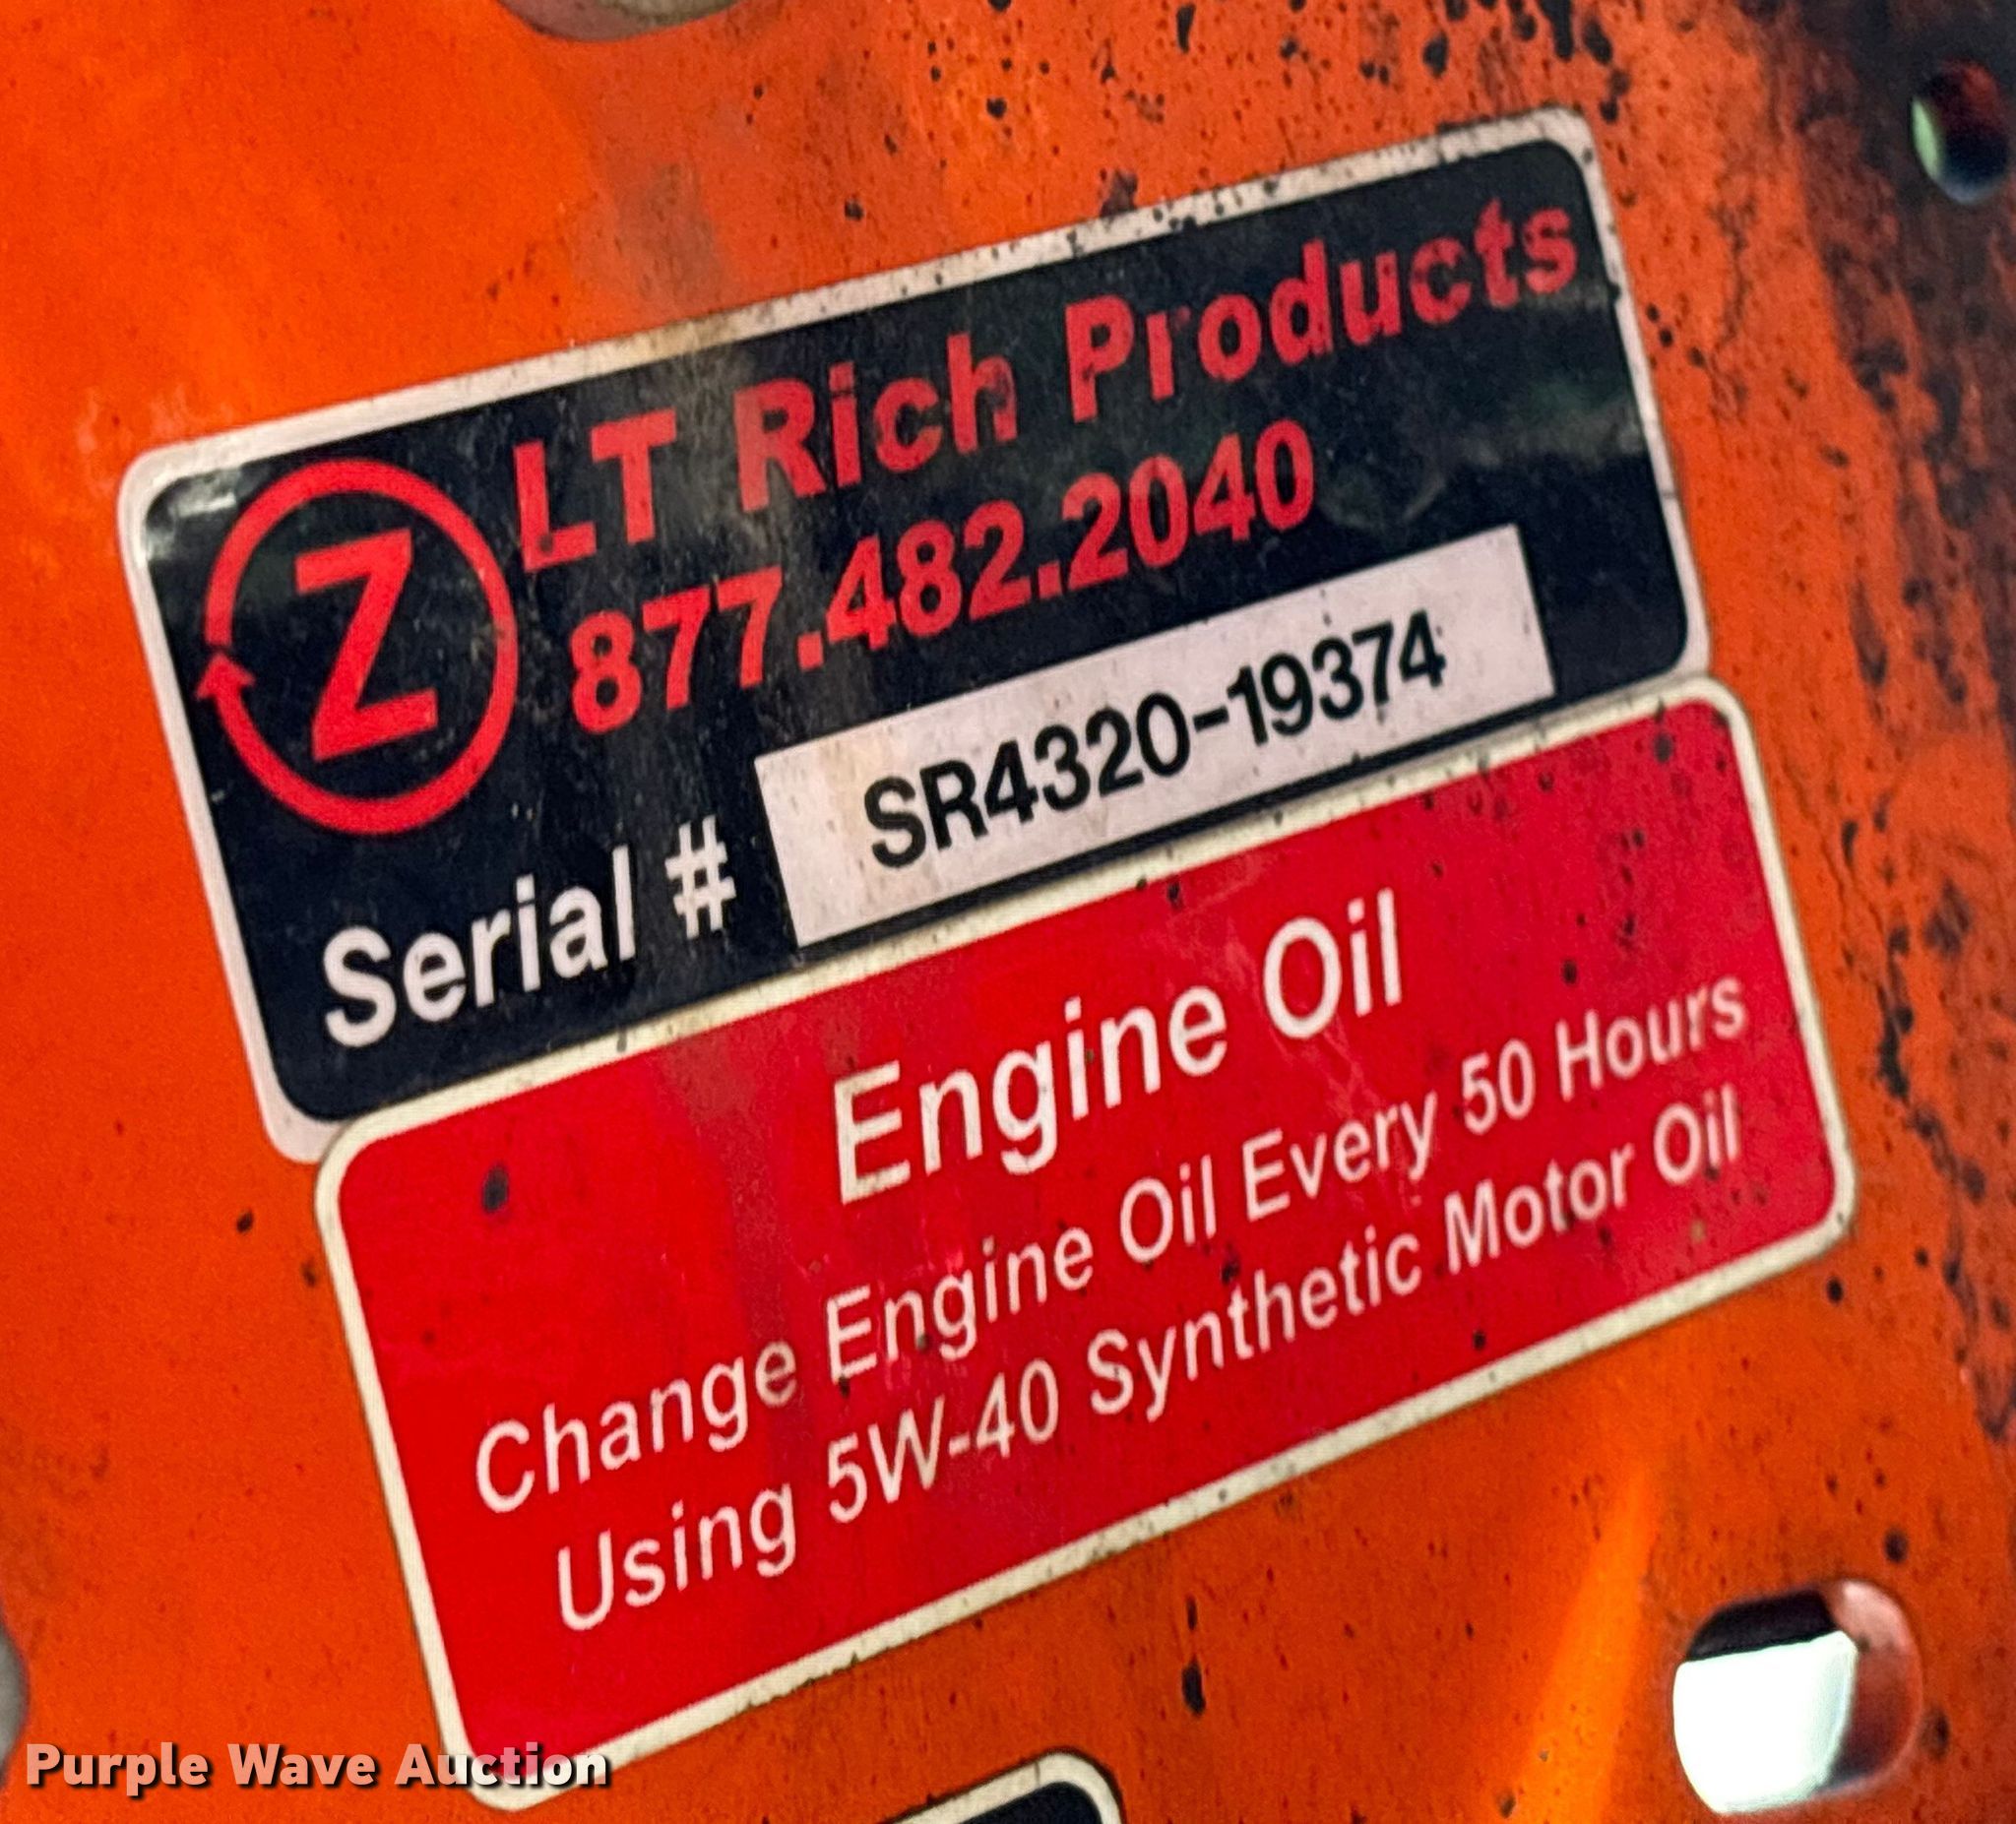 Z
LT Rich Products
877.482.2040
Serial # SR4320-19374
Engine Oil
Change Engine Oil Every 50 Hours
Using 5W-40 Synthetic Motor Oil
Purple Wave Auction